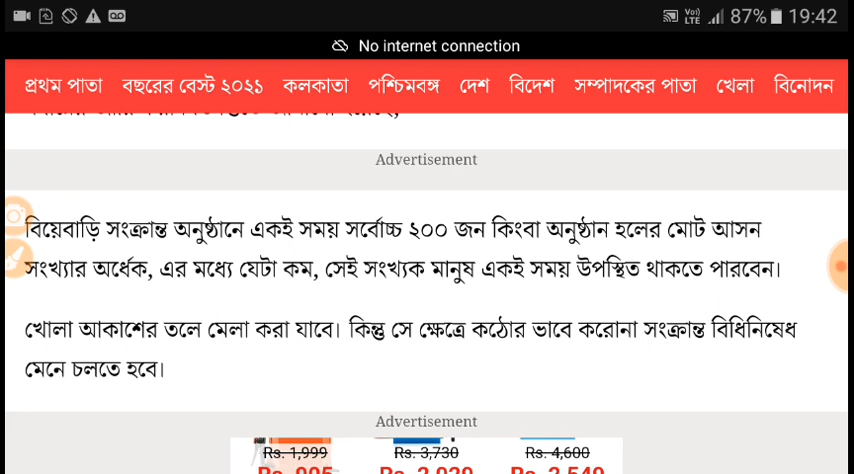 Vo)) LTE 87% 19:42
No internet connection
প্রথম পাতা বছরের বেস্ট ২০২১ কলকাতা পশ্চিমবঙ্গ দেশ বিদেশ সম্পাদকের পাতা খেলা বিনোদন
Advertisement
বিয়েবাড়ি সংক্রান্ত অনুষ্ঠানে একই সময় সর্বোচ্চ ২০০ জন কিংবা অনুষ্ঠান হলের মোট আসন
সংখ্যার অর্ধেক, এর মধ্যে যেটা কম, সেই সংখ্যক মানুষ একই সময় উপস্থিত থাকতে পারবেন।
খোলা আকাশের তলে মেলা করা যাবে। কিন্তু সে ক্ষেত্রে কঠোর ভাবে করোনা সংক্রান্ত বিধিনিষেধ
মেনে চলতে হবে।
Advertisement
Rs. 1,999 Rs. 3,730 Rs. 4,600